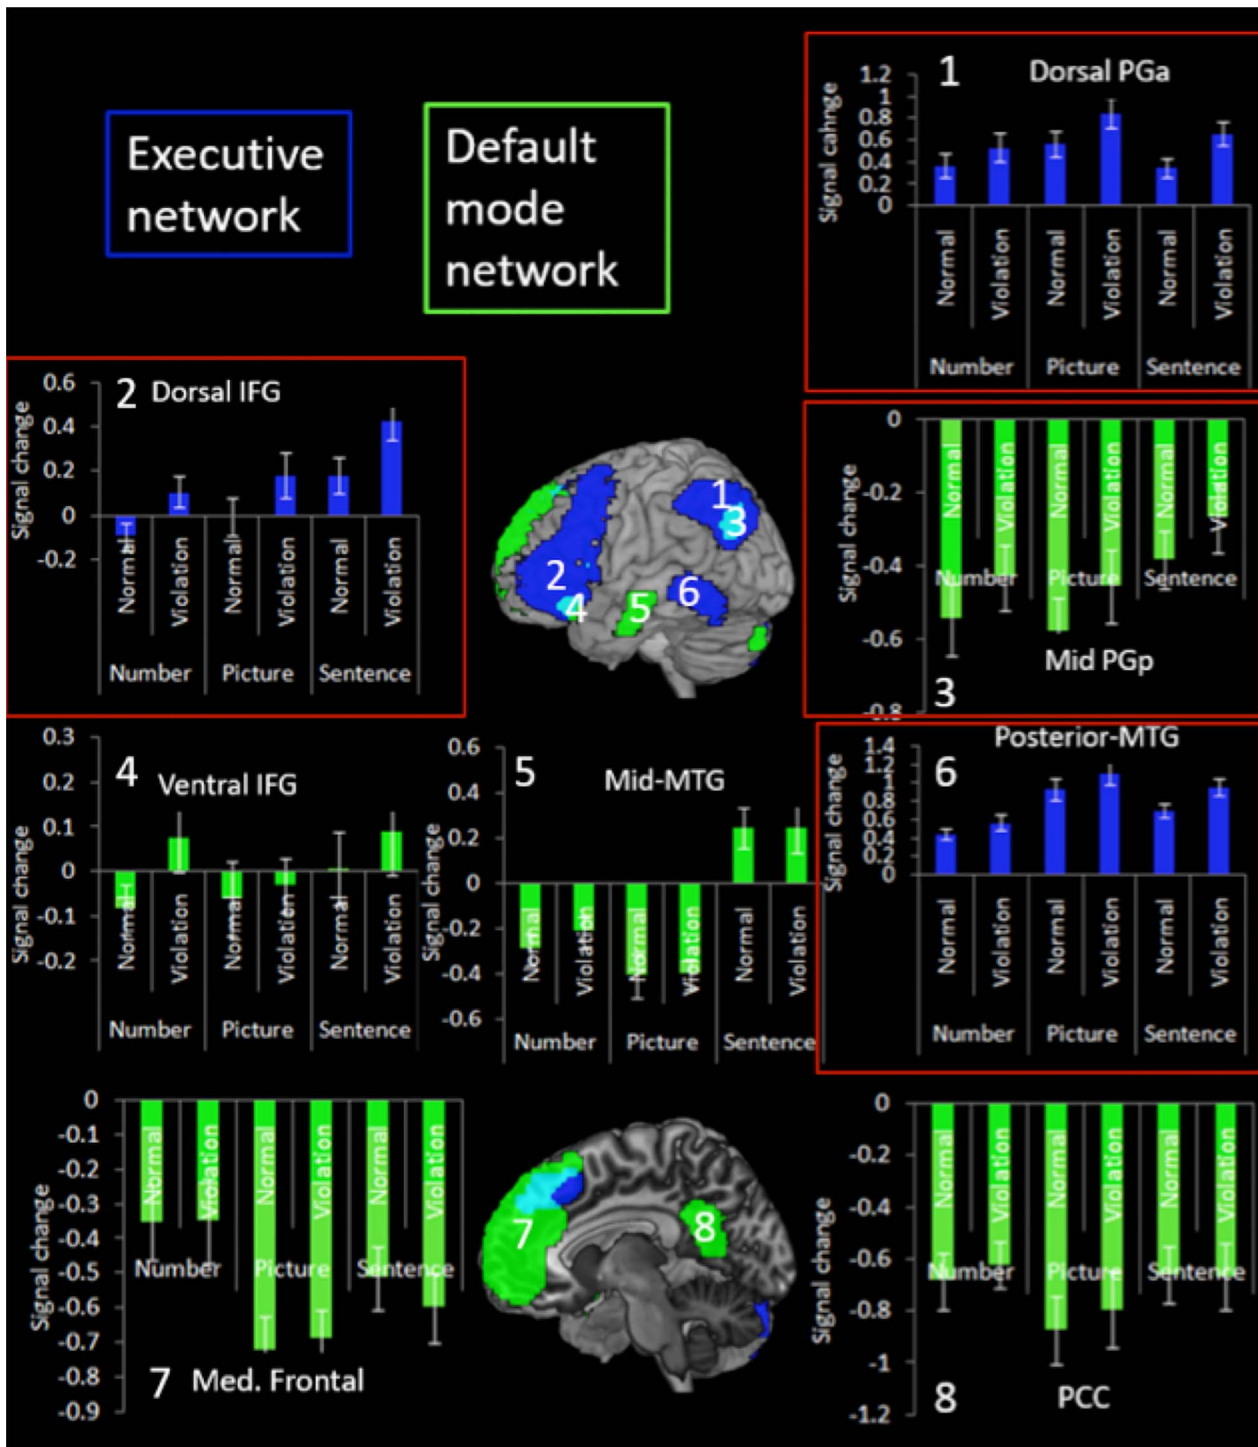 Executive
network
Default
mode
network
1
Dorsal PGa
Signal cahnge
1.2
1
0.8
0.6
0.4
0.2
0
Normal
Violation
Normal
Violation
Normal
Violation
Number
Picture
Sentence
2
Dorsal IFG
Signal change
0.6
0.4
0.2
0
-0.2
Normal
Violation
Normal
Violation
Normal
Violation
Number
Picture
Sentence
1
3
2
4
5
6
Signal change
0
-0.2
-0.4
-0.6
-0.8
Normal
Violation
Normal
Violation
Normal
Violation
Number
Picture
Sentence
Mid PGp
3
4
Ventral IFG
Signal change
0.3
0.2
0.1
0
-0.1
-0.2
Normal
Violation
Normal
Violation
Normal
Violation
Number
Picture
Sentence
5
Mid-MTG
Signal change
0.6
0.4
0.2
0
-0.2
-0.4
-0.6
Normal
Violation
Normal
Violation
Normal
Violation
Number
Picture
Sentence
6
Posterior-MTG
Signal change
1.4
1.2
1
0.8
0.6
0.4
0.2
0
Normal
Violation
Normal
Violation
Normal
Violation
Number
Picture
Sentence
Signal change
0
-0.1
-0.2
-0.3
-0.4
-0.5
-0.6
-0.7
-0.8
-0.9
Normal
Violation
Normal
Violation
Normal
Violation
Number
Picture
Sentence
7
Med. Frontal
7
8
Signal change
0
-0.2
-0.4
-0.6
-0.8
-1
-1.2
Normal
Violation
Normal
Violation
Normal
Violation
Number
Picture
Sentence
8
PCC